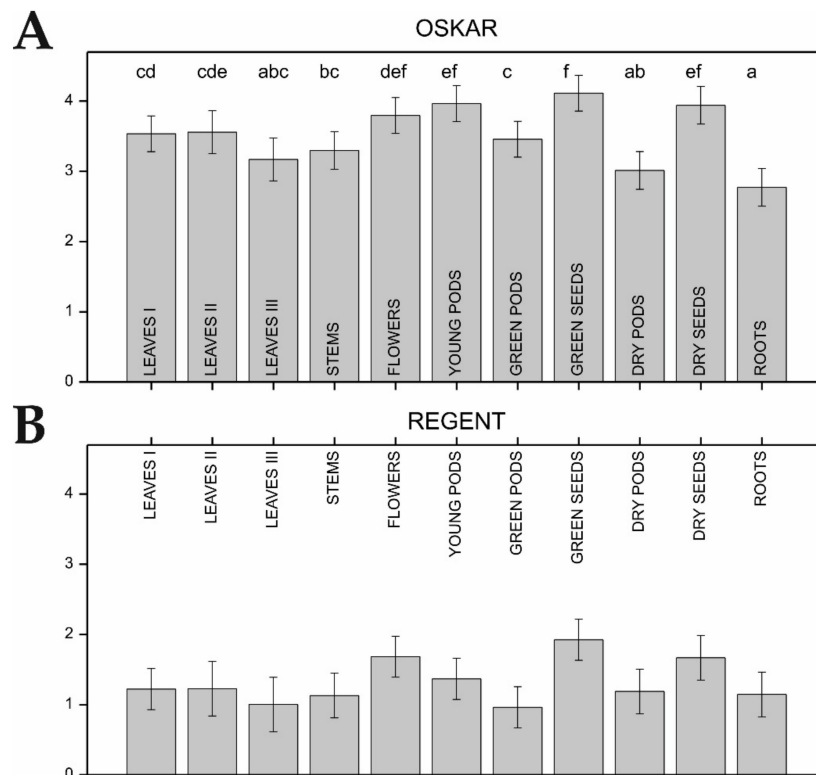 A
OSKAR
cd cde abc bc def ef c f ab ef a
4
3
2
1
0
LEAVES I
LEAVES II
LEAVES III
STEMS
FLOWERS
YOUNG PODS
GREEN PODS
GREEN SEEDS
DRY PODS
DRY SEEDS
ROOTS
B
REGENT
LEAVES I
LEAVES II
LEAVES III
STEMS
FLOWERS
YOUNG PODS
GREEN PODS
GREEN SEEDS
DRY PODS
DRY SEEDS
ROOTS
4
3
2
1
0